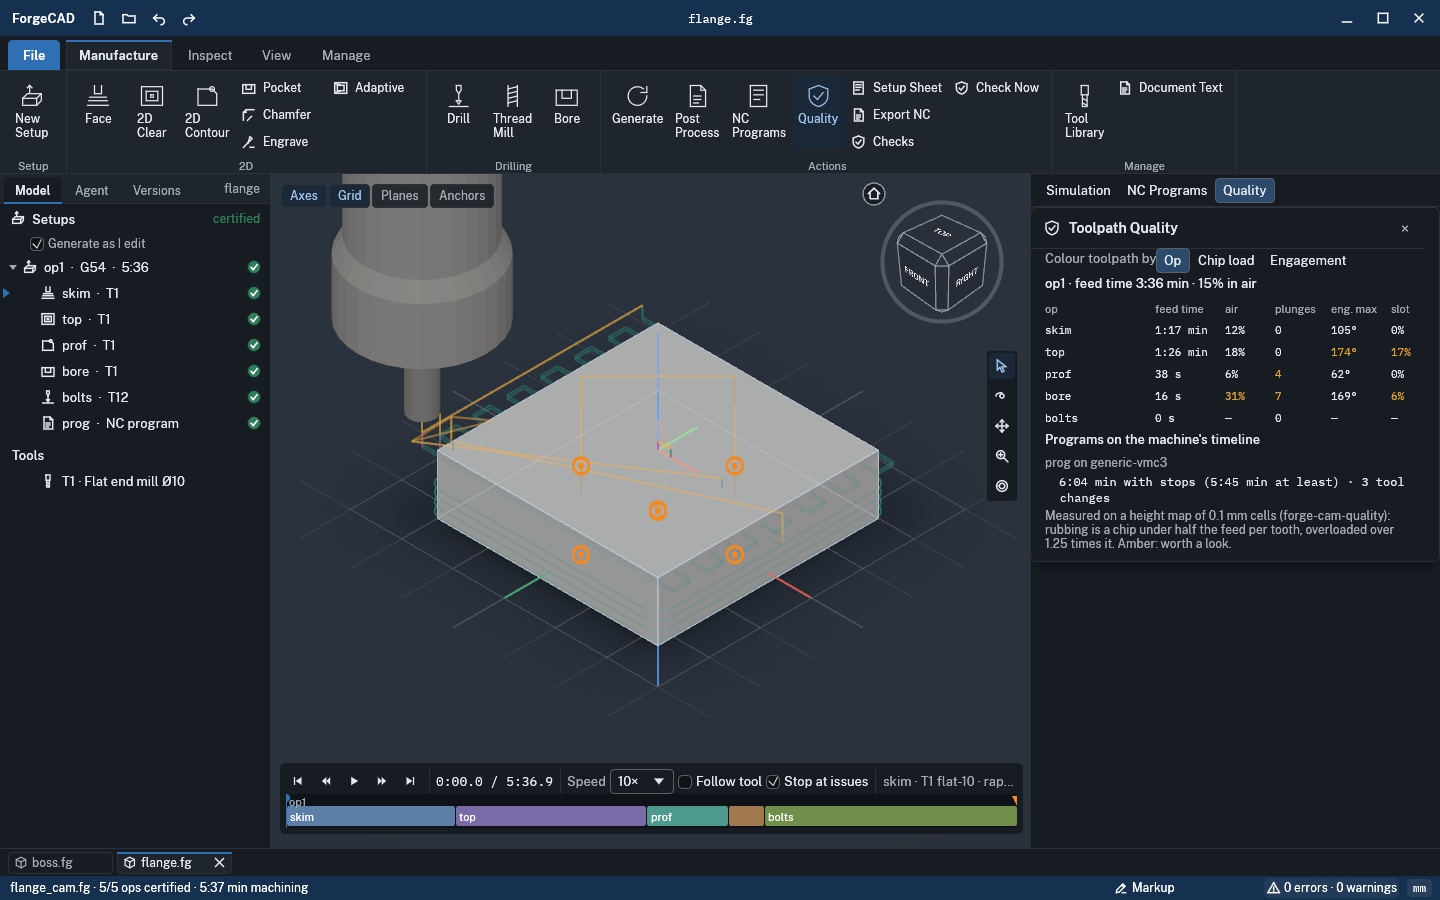 ForgeCAD
flange.fg
File
Manufacture
Inspect
View
Manage
New Setup
Setup
Face
2D Clear
2D Contour
Pocket
Chamfer
Engrave
Adaptive
2D
Drill
Thread Mill
Bore
Drilling
Generate
Post Process
NC Programs
Quality
Setup Sheet
Export NC
Checks
Check Now
Actions
Tool Library
Document Text
Manage
Model
Agent
Versions
flange
Setups
certified
Generate as I edit
op1 · G54 · 5:36
skim · T1
top · T1
prof · T1
bore · T1
bolts · T12
prog · NC program
Tools
T1 · Flat end mill Ø10
Axes
Grid
Planes
Anchors
TOP
FRONT
RIGHT
0:00.0 / 5:36.9
Speed
10×
Follow tool
Stop at issues
skim · T1 flat-10 · rap...
op1
skim
top
prof
bolts
Simulation
NC Programs
Quality
Toolpath Quality
×
Colour toolpath by
Op
Chip load
Engagement
op1 · feed time 3:36 min · 15% in air
op feed time air plunges eng. max slot
skim 1:17 min 12% 0 105° 0%
top 1:26 min 18% 0 174° 17%
prof 38 s 6% 4 62° 0%
bore 16 s 31% 7 169° 6%
bolts 0 s — 0 — —
Programs on the machine's timeline
prog on generic-vmc3
6:04 min with stops (5:45 min at least) · 3 tool
changes
Measured on a height map of 0.1 mm cells (forge-cam-quality):
rubbing is a chip under half the feed per tooth, overloaded over
1.25 times it. Amber: worth a look.
boss.fg
flange.fg
flange_cam.fg · 5/5 ops certified · 5:37 min machining
Markup
0 errors · 0 warnings
mm